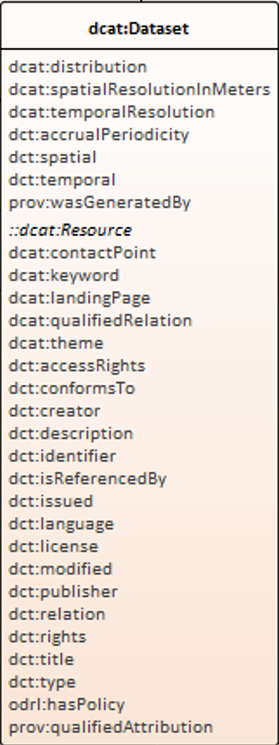 dcat:Dataset
dcat:distribution
dcat:spatialResolutionInMeters
dcat:temporalResolution
dct:accrualPeriodicity
dct:spatial
dct:temporal
prov:wasGeneratedBy
::dcat:Resource
dcat:contactPoint
dcat:keyword
dcat:landingPage
dcat:qualifiedRelation
dcat:theme
dct:accessRights
dct:conformsTo
dct:creator
dct:description
dct:identifier
dct:isReferencedBy
dct:issued
dct:language
dct:license
dct:modified
dct:publisher
dct:relation
dct:rights
dct:title
dct:type
odrl:hasPolicy
prov:qualifiedAttribution